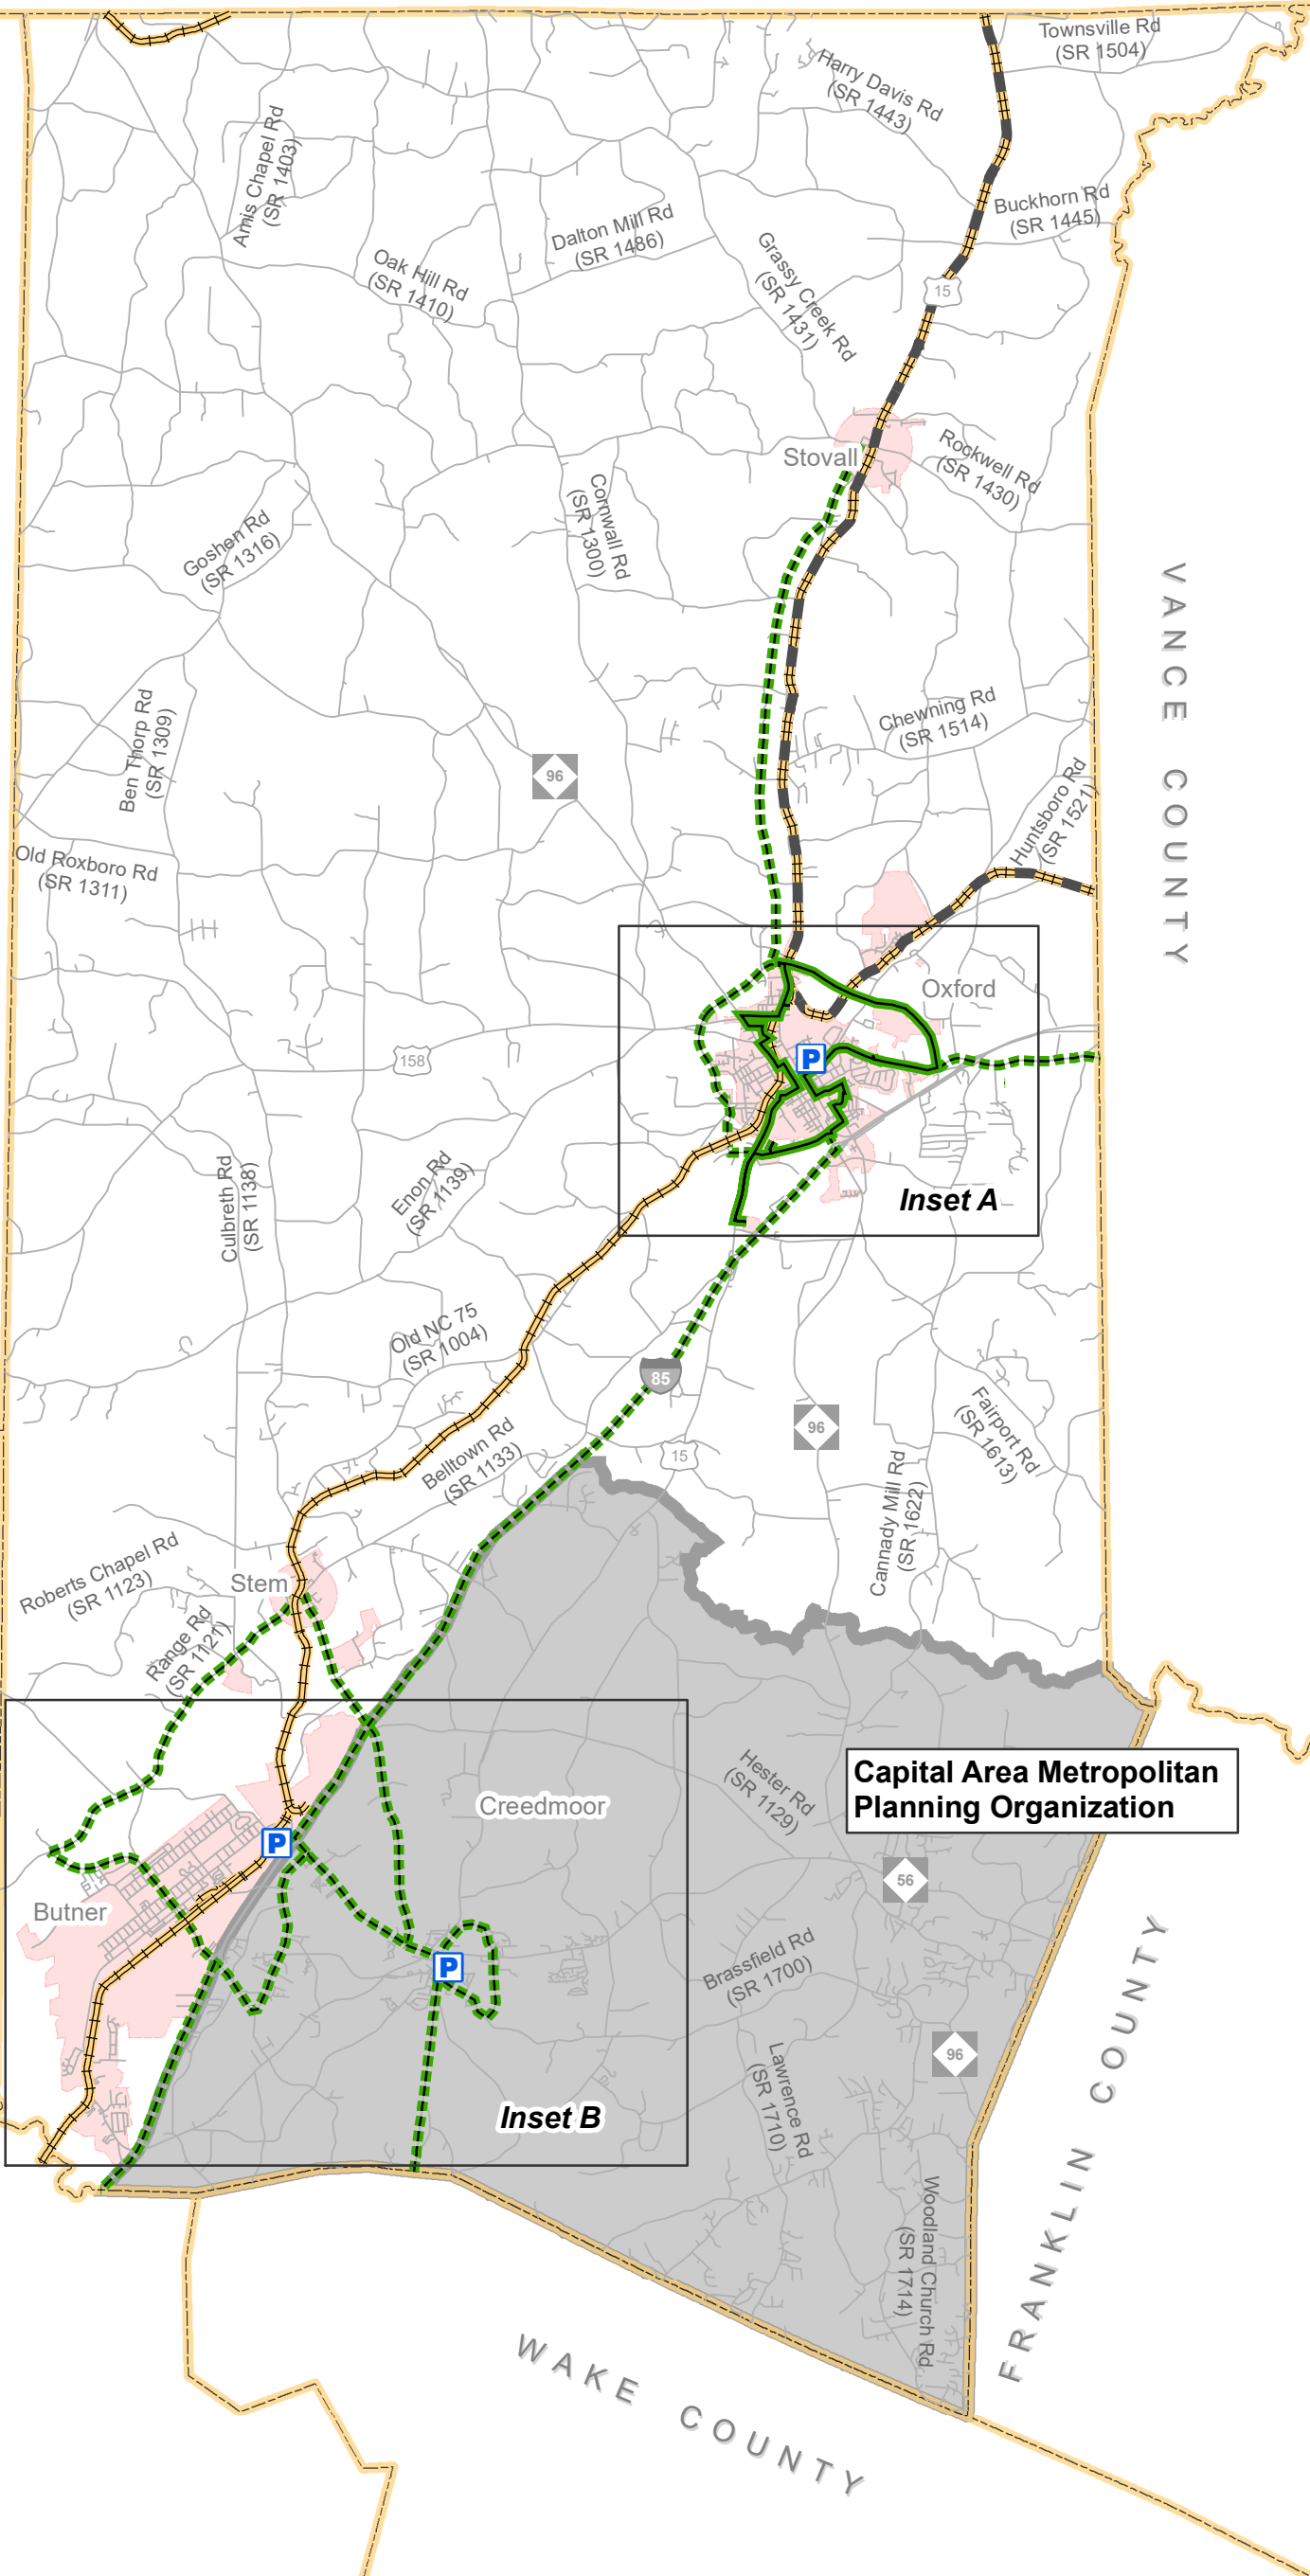 Townsville Rd
(SR 1504)
Harry Davis Rd
(SR 1443)
Amis Chapel Rd
(SR 1403)
Buckhorn Rd
(SR 1445)
Dalton Mill Rd
(SR 1486)
Oak Hill Rd
(SR 1410)
Grassy Creek Rd
(SR 1431)
15
Stovall
Rockwell Rd
(SR 1430)
Cornwall Rd
(SR 1300)
Goshen Rd
(SR 1316)
VANCE COUNTY
Ben Thorp Rd
(SR 1309)
Chewning Rd
(SR 1514)
96
Huntsboro Rd
(SR 1521)
Old Roxboro Rd
(SR 1311)
Oxford
158
P
Culbreth Rd
(SR 1138)
Enon Rd
(SR 1139)
Inset A
Old NC 75
(SR 1004)
85
Fairport Rd
(SR 1613)
96
15
Belltown Rd
(SR 1133)
Cannady Mill Rd
(SR 1622)
Roberts Chapel Rd
(SR 1123)
Stem
Range Rd
(SR 1121)
Hester Rd
(SR 1129)
Capital Area Metropolitan
Planning Organization
Creedmoor
P
56
Butner
Brassfield Rd
(SR 1700)
P
96
Lawrence Rd
(SR 1710)
Inset B
FRANKLIN COUNTY
Woodland Church Rd
(SR 1714)
WAKE COUNTY